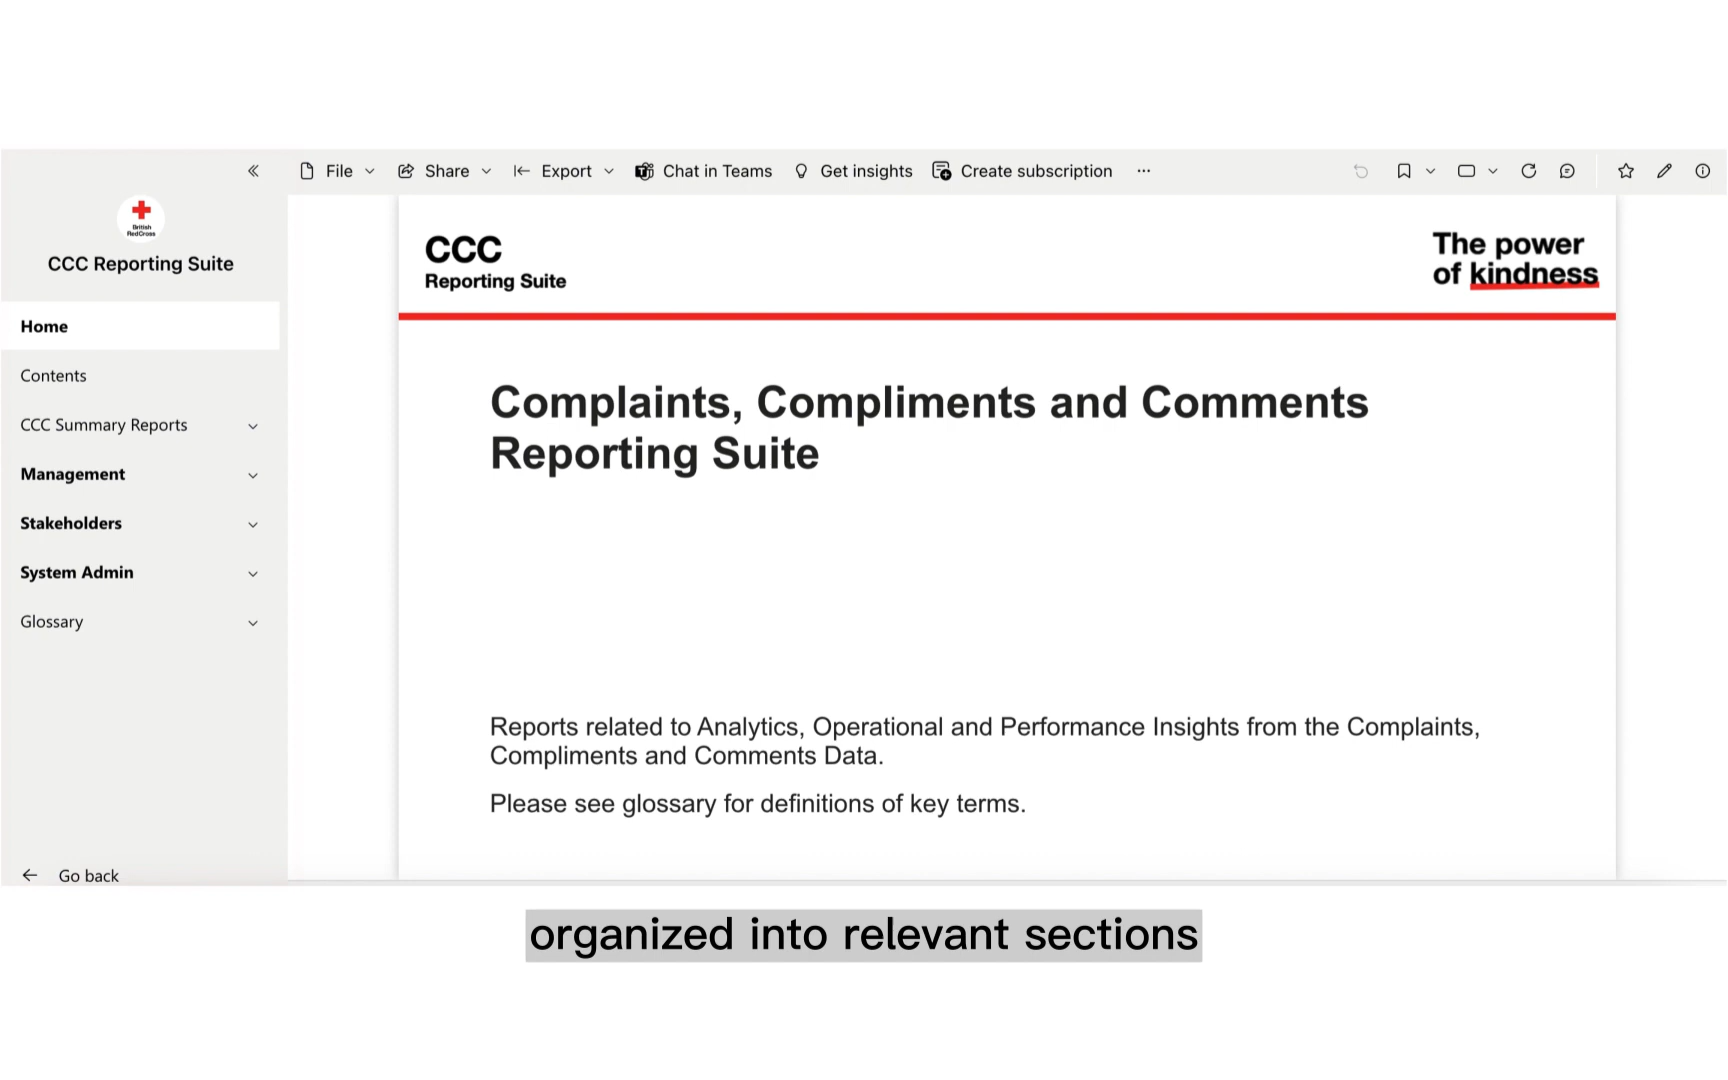 File
Share
Export
Chat in Teams
Get insights
Create subscription
British
RedCross
CCC Reporting Suite
Home
Contents
CCC Summary Reports
Management
Stakeholders
System Admin
Glossary
Go back
CCC
Reporting Suite
The power
of kindness
Complaints, Compliments and Comments
Reporting Suite
Reports related to Analytics, Operational and Performance Insights from the Complaints,
Compliments and Comments Data.
Please see glossary for definitions of key terms.
organized into relevant sections